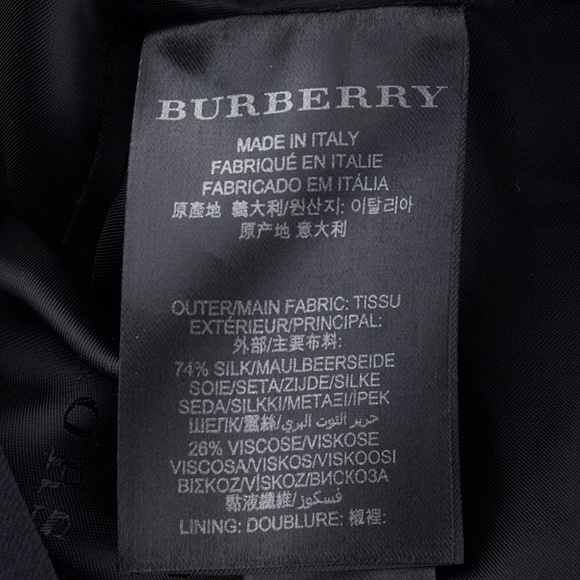 BURBERRY
MADE IN ITALY
FABRIQUÉ EN ITALIE
FABRICADO EM ITÁLIA
原產地 義大利/원산지: 이탈리아
原产地 意大利
OUTER/MAIN FABRIC: TISSU
EXTÉRIEUR/PRINCIPAL:
外部/主要布料:
74% SILK/MAULBEERSEIDE
SOIE/SETA/ZIJDE/SILKE
SEDA/SILKKI/ΜΕΤΑΞΙ/İPEK
ШЕЛК/蠶絲/حرير التوت البري
26% VISCOSE/VISKOSE
VISCOSA/VISKOS/VISKOOSI
ΒΙΣΚΟΖ/VİSKOZ/ВИСКОЗА
黏液纖維/فسكوز
LINING: DOUBLURE: 襯裡: